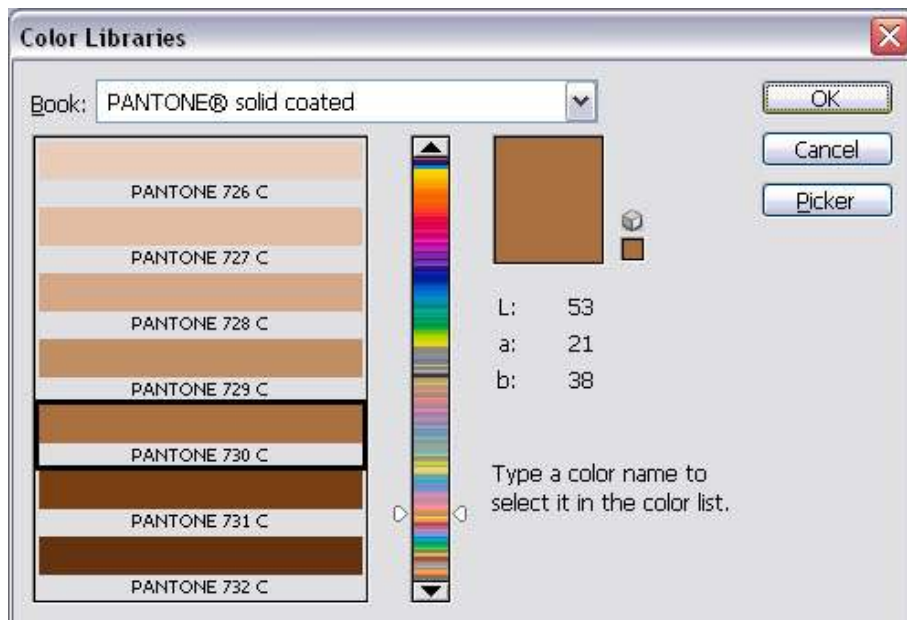 Color Libraries
Book: PANTONE® solid coated
OK
Cancel
Picker
PANTONE 726 C
PANTONE 727 C
PANTONE 728 C
PANTONE 729 C
PANTONE 730 C
PANTONE 731 C
PANTONE 732 C
L: 53
a: 21
b: 38
Type a color name to
select it in the color list.